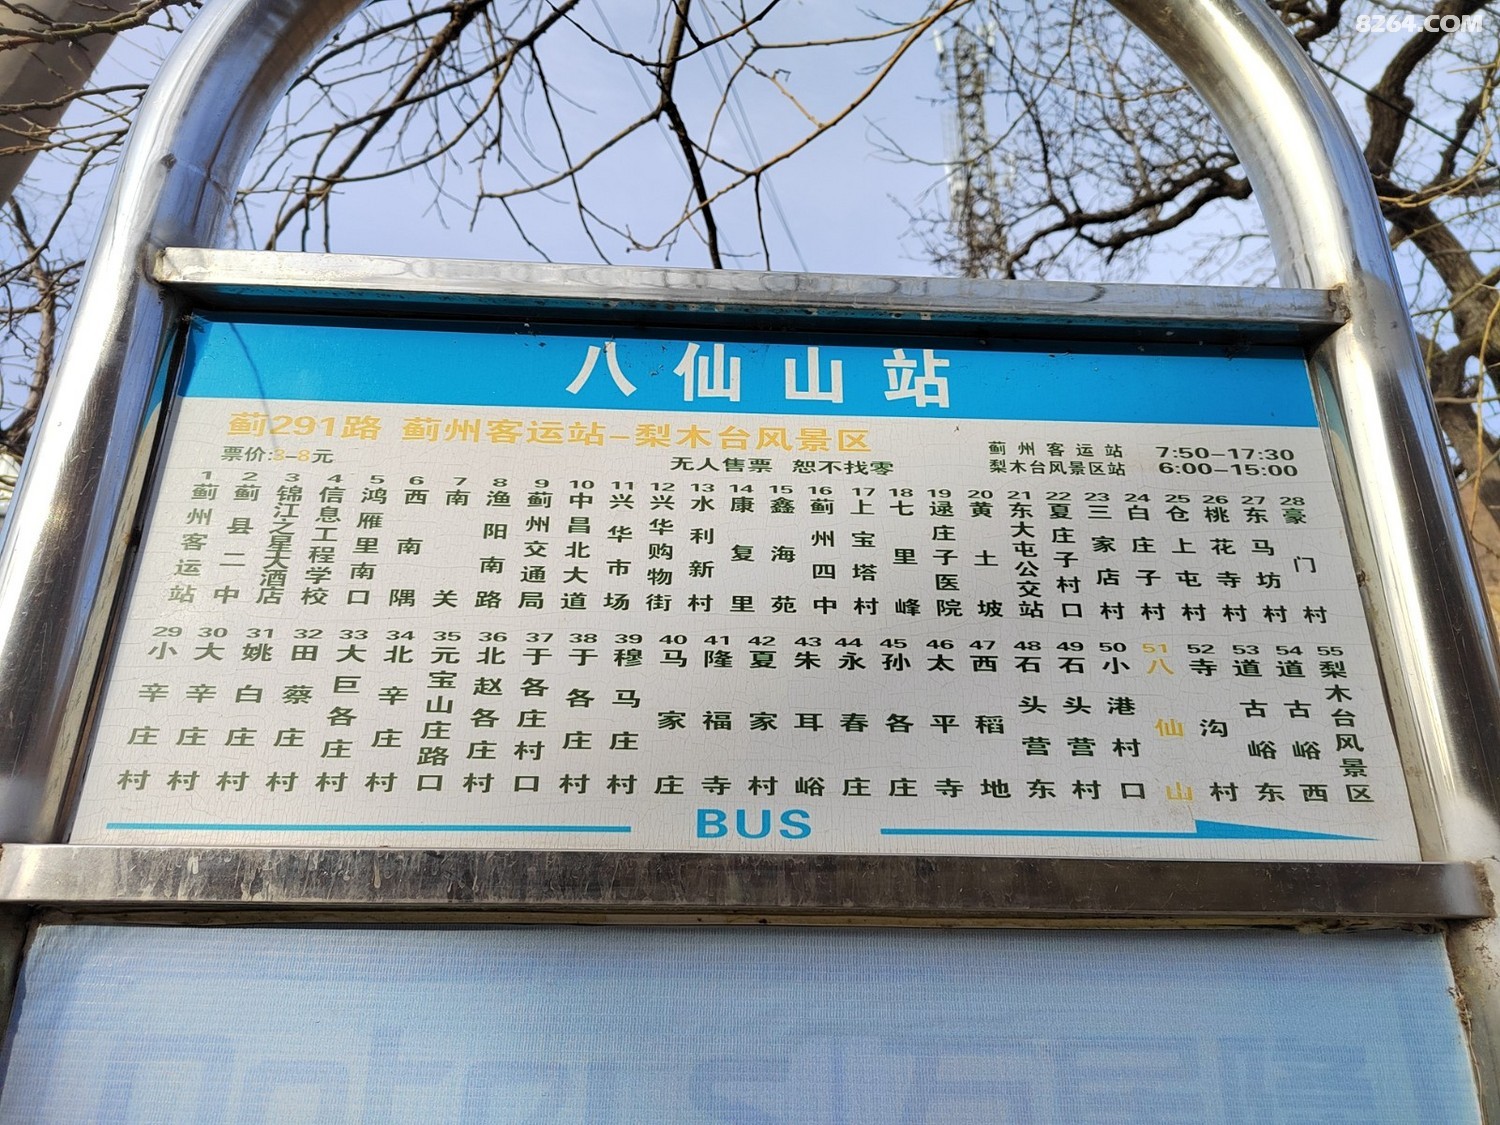 8264.COM
八仙山站
蓟291路 蓟州客运站-梨木台风景区
票价:3-8元
无人售票 恕不找零
蓟州客运站 7:50-17:30
梨木台风景区站 6:00-15:00
1 蓟州客运站
2 蓟县二中
3 锦江之星大酒店
4 信息工程学校
5 鸿雁里南口
6 西南隅
7 南关
8 渔阳南路
9 蓟州交通局
10 中昌北大道
11 兴华市场
12 兴华购物街
13 水利新村
14 康复里
15 鑫海苑
16 蓟州四中
17 上宝塔村
18 七里峰
19 逯庄子医院
20 黄土坡
21 东大屯公交站
22 夏庄子村口
23 三家店村
24 白庄子村
25 仓上屯村
26 桃花寺村
27 东马坊村
28 豪门村
29 小辛庄村
30 大辛庄村
31 姚白庄村
32 田蔡庄村
33 大巨各庄村
34 北辛庄村
35 元宝山庄路口
36 北赵各庄村
37 于各庄村口
38 于各庄村
39 穆马庄村
40 马家庄
41 隆福寺
42 夏家村
43 朱耳峪
44 永春庄
45 孙各庄
46 太平寺
47 西稻地
48 石头营东
49 石头营村
50 小港村口
51 八仙山
52 寺沟村
53 道古峪东
54 道古峪西
55 梨木台风景区
BUS